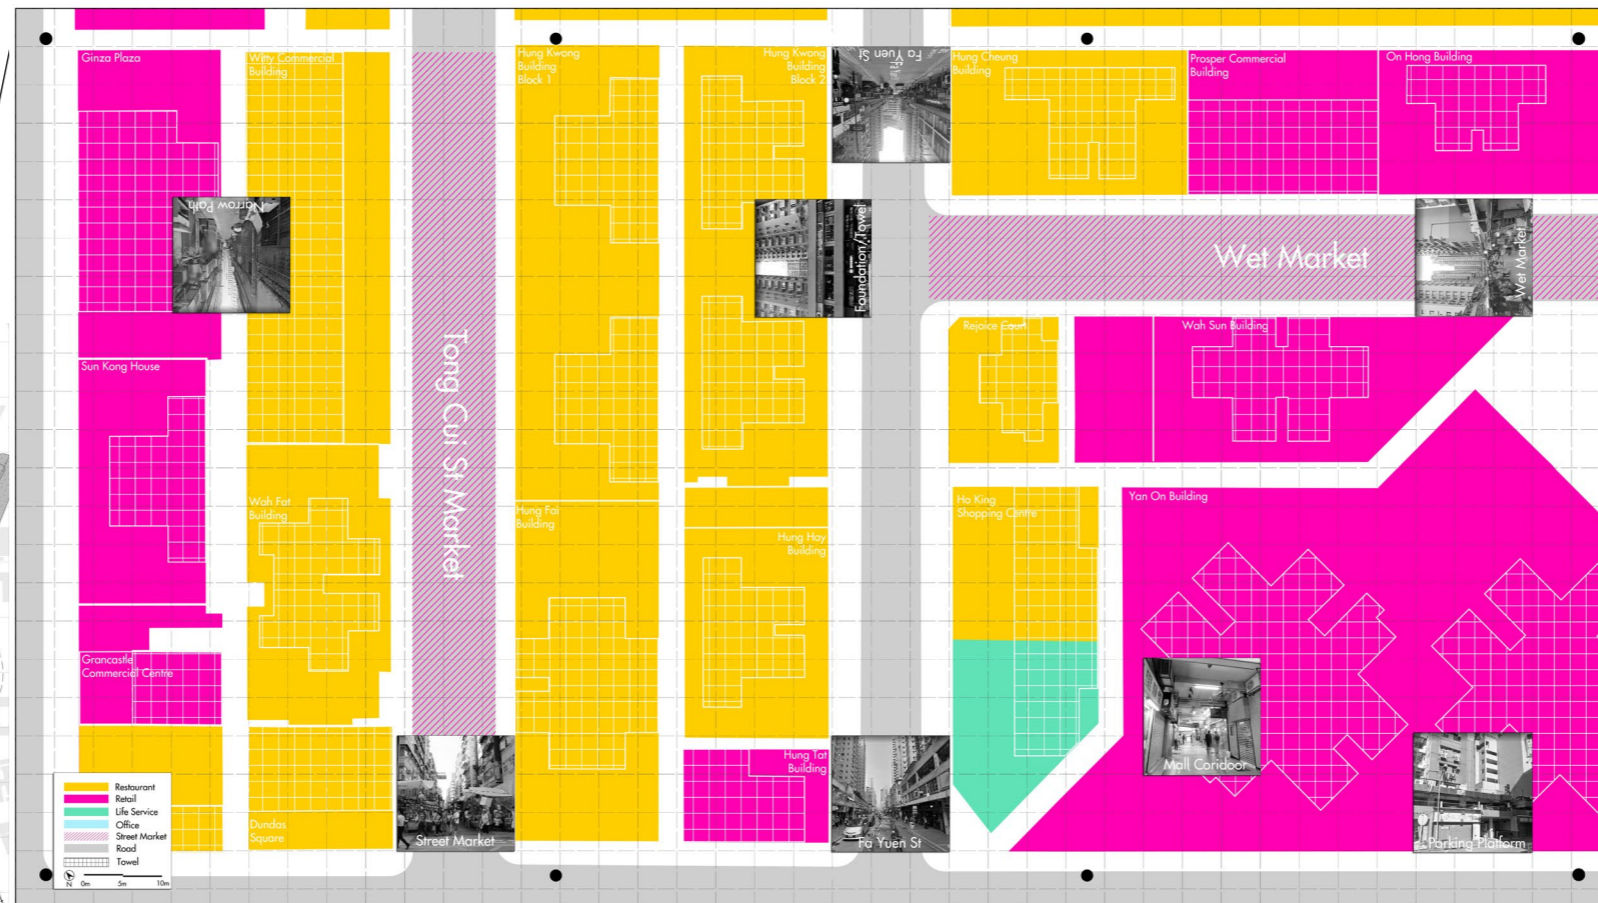 Ginza Plaza
Witty Commercial
Building
Hung Kwong
Building
Block 1
Hung Kwong
Building
Block 2
Fa Yuen St
Hung Cheung
Building
Prosper Commercial
Building
On Hong Building
Narrow Path
Foundation/Towel
Wet Market
Wet Market
Tong Cui St Market
Rejoice Court
Wah Sun Building
Sun Kong House
Wah Fat
Building
Hung Fai
Building
Hung Hay
Building
Ho King
Shopping Centre
Yan On Building
Grancastle
Commercial Centre
Hung Tat
Building
Mall Coridoor
Dundas
Square
Street Market
Fa Yuen St
Parking Platform
Restaurant
Retail
Life Service
Office
Street Market
Road
Towel
N 0m 5m 10m